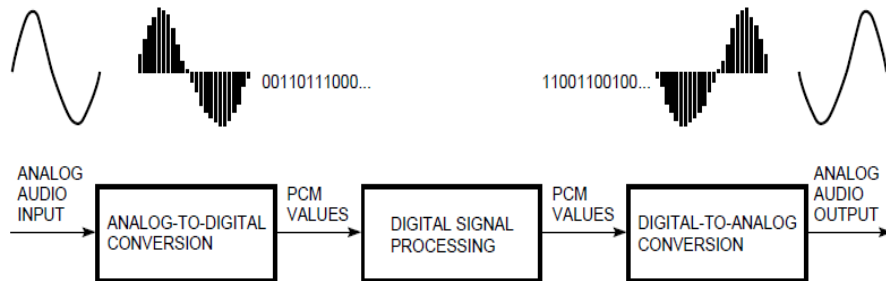 00110111000...
11001100100...
ANALOG
AUDIO
INPUT
ANALOG-TO-DIGITAL
CONVERSION
PCM
VALUES
DIGITAL SIGNAL
PROCESSING
PCM
VALUES
DIGITAL-TO-ANALOG
CONVERSION
ANALOG
AUDIO
OUTPUT